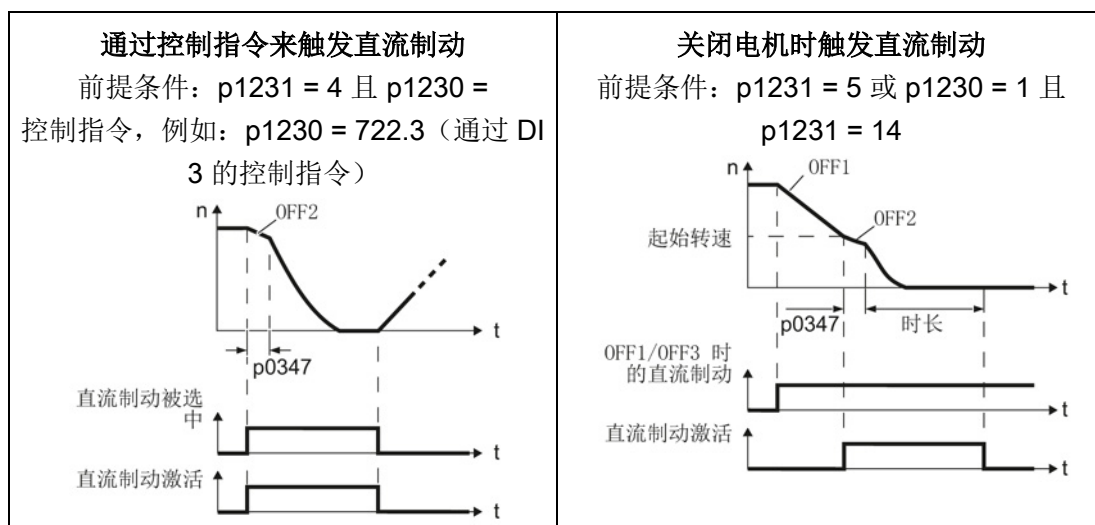 通过控制指令来触发直流制动
前提条件：p1231 = 4 且 p1230 =
控制指令，例如：p1230 = 722.3（通过 DI
3 的控制指令）
n
OFF2
t
p0347
直流制动被选
中
t
直流制动激活
t
关闭电机时触发直流制动
前提条件：p1231 = 5 或 p1230 = 1 且
p1231 = 14
n
OFF1
OFF2
起始转速
t
p0347
时长
OFF1/OFF3 时
的直流制动
t
直流制动激活
t